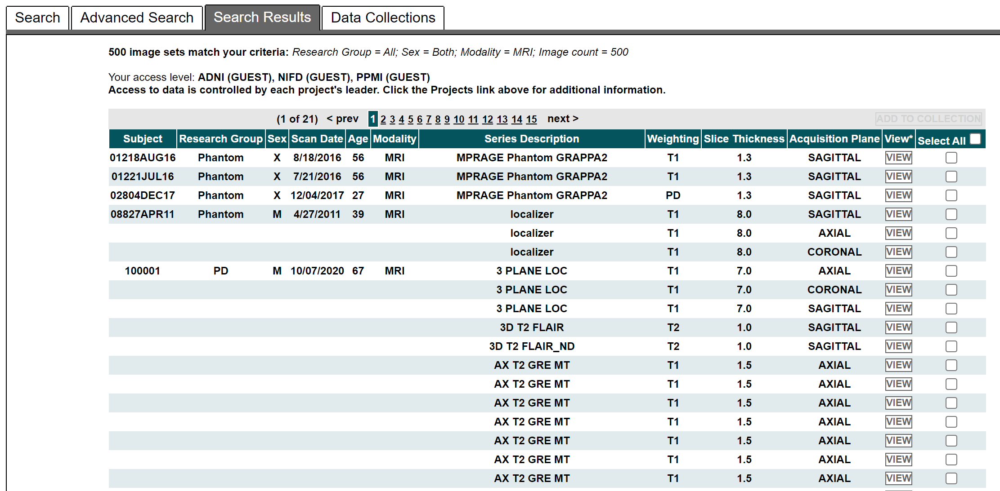 Search Advanced Search Search Results Data Collections
500 image sets match your criteria: Research Group = All; Sex = Both; Modality = MRI; Image count = 500
Your access level: ADNI (GUEST), NIFD (GUEST), PPMI (GUEST)
Access to data is controlled by each project's leader. Click the Projects link above for additional information.
(1 of 21) < prev 1 2 3 4 5 6 7 8 9 10 11 12 13 14 15 next > ADD TO COLLECTION
Subject Research Group Sex Scan Date Age Modality Series Description Weighting Slice Thickness Acquisition Plane View* Select All
01218AUG16 Phantom X 8/18/2016 56 MRI MPRAGE Phantom GRAPPA2 T1 1.3 SAGITTAL VIEW
01221JUL16 Phantom X 7/21/2016 56 MRI MPRAGE Phantom GRAPPA2 T1 1.3 SAGITTAL VIEW
02804DEC17 Phantom X 12/04/2017 27 MRI MPRAGE Phantom GRAPPA2 PD 1.3 SAGITTAL VIEW
08827APR11 Phantom M 4/27/2011 39 MRI localizer T1 8.0 SAGITTAL VIEW
localizer T1 8.0 AXIAL VIEW
localizer T1 8.0 CORONAL VIEW
100001 PD M 10/07/2020 67 MRI 3 PLANE LOC T1 7.0 AXIAL VIEW
3 PLANE LOC T1 7.0 CORONAL VIEW
3 PLANE LOC T1 7.0 SAGITTAL VIEW
3D T2 FLAIR T2 1.0 SAGITTAL VIEW
3D T2 FLAIR_ND T2 1.0 SAGITTAL VIEW
AX T2 GRE MT T1 1.5 AXIAL VIEW
AX T2 GRE MT T1 1.5 AXIAL VIEW
AX T2 GRE MT T1 1.5 AXIAL VIEW
AX T2 GRE MT T1 1.5 AXIAL VIEW
AX T2 GRE MT T1 1.5 AXIAL VIEW
AX T2 GRE MT T1 1.5 AXIAL VIEW
AX T2 GRE MT T1 1.5 AXIAL VIEW